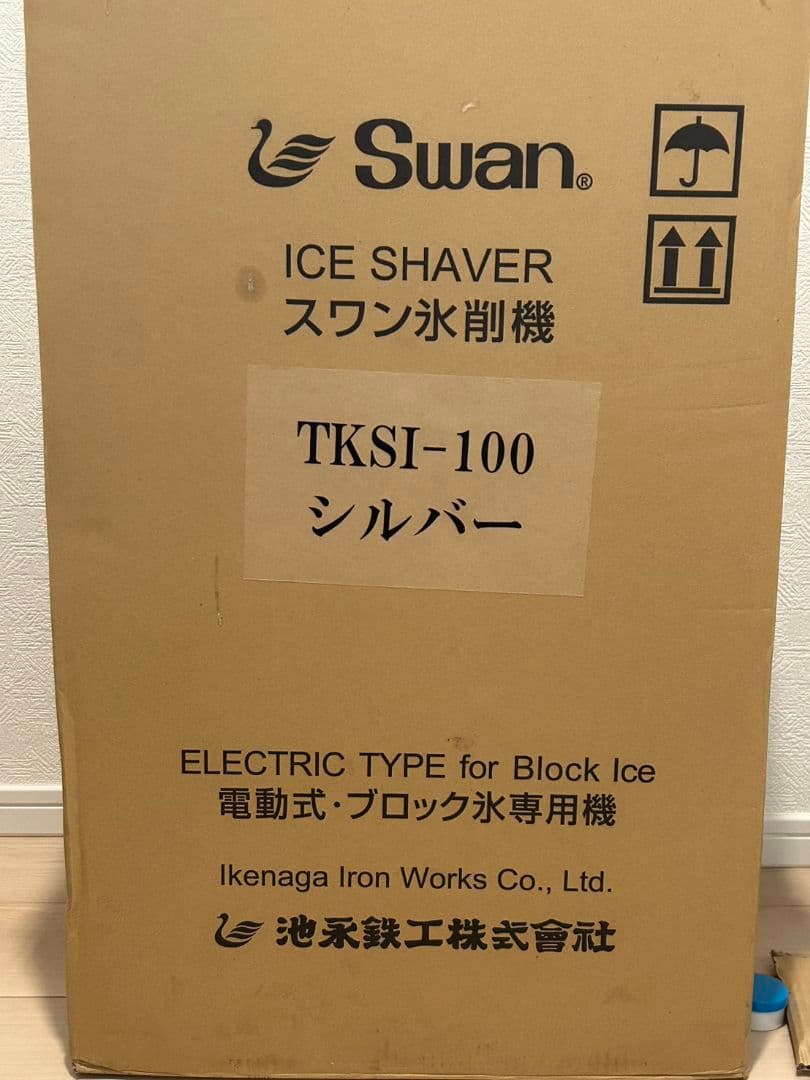 Swan®
ICE SHAVER
スワン氷削機
TKSI-100
シルバー
ELECTRIC TYPE for Block Ice
電動式・ブロック氷専用機
Ikenaga Iron Works Co., Ltd.
池永鉄工株式會社